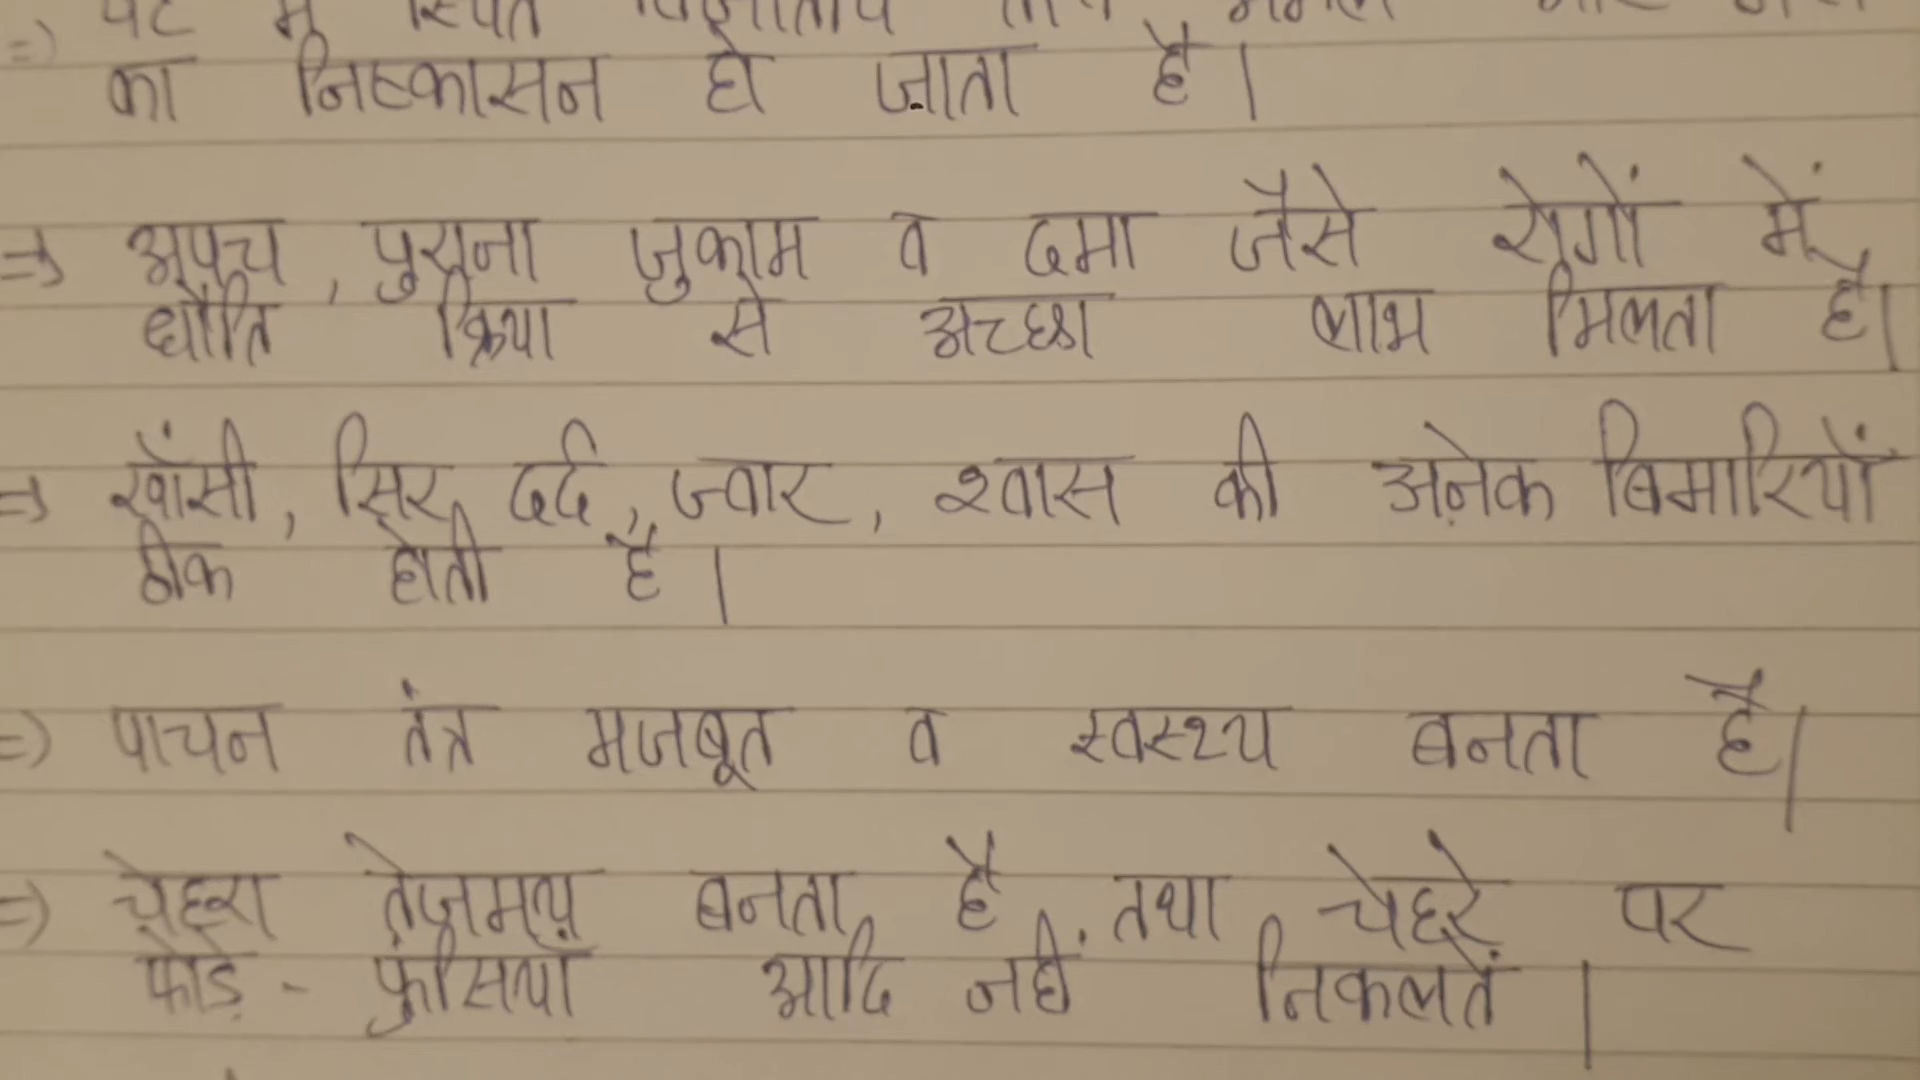 =) पेट में स्थित विजातीय
का निष्कासन हो जाता है।
=> अपच, पुराना जुकाम व दमा जैसे रोगों में
धौति क्रिया से अच्छा लाभ मिलता है।
=> खाँसी, सिर दर्द, ज्वार, श्वास की अनेक बिमारियाँ
ठीक होती है।
=) पाचन तंत्र मजबूत व स्वस्थ्य बनता है।
=) चेहरा तेजमय बनता है, तथा चेहरे पर
फोडे़ - फुंसियाँ आदि नहीं निकलते।